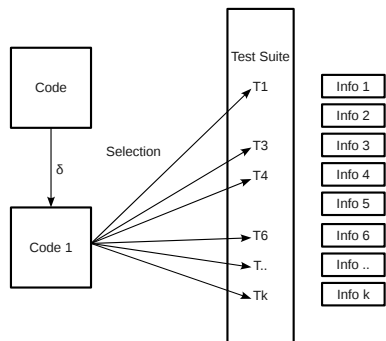 Test Suite
Code
T1
Info 1
Info 2
Selection
T3
Info 3
T4
Info 4
δ
Info 5
Code 1
T6
Info 6
T..
Info ..
Tk
Info k